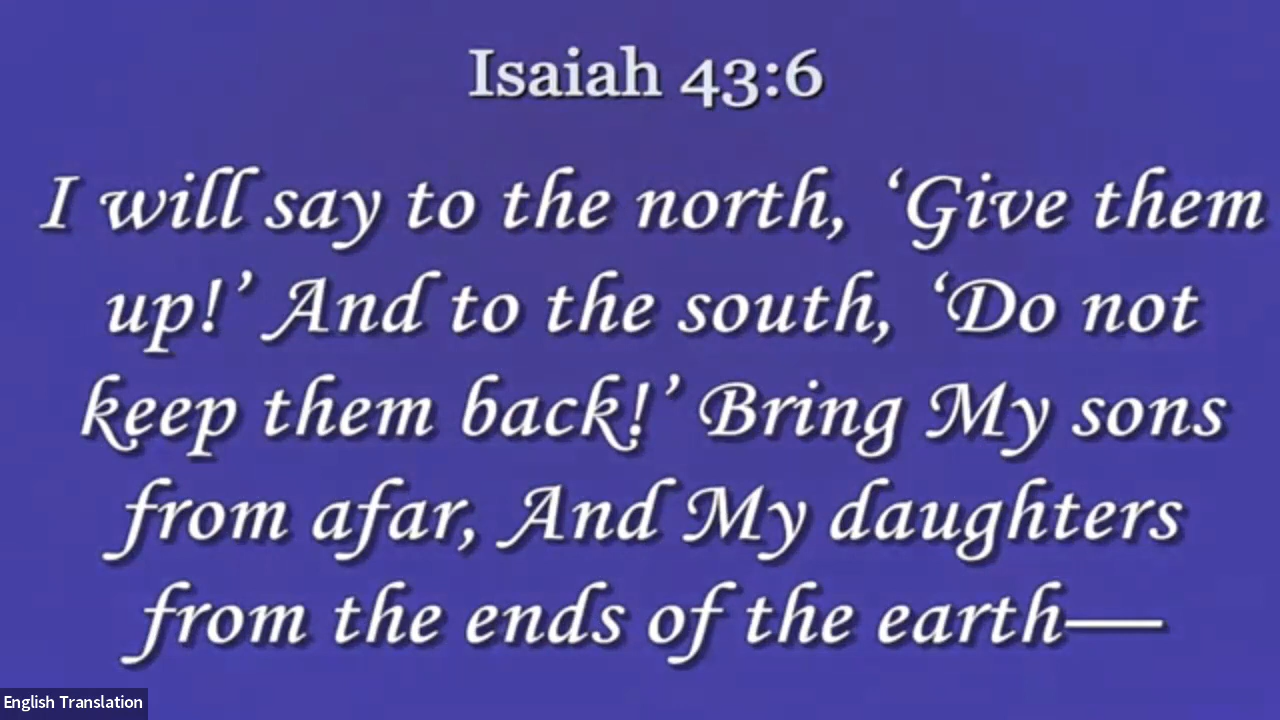 Isaiah 43:6
I will say to the north, ‘Give them
up!’ And to the south, ‘Do not
keep them back!’ Bring My sons
from afar, And My daughters
from the ends of the earth—
English Translation